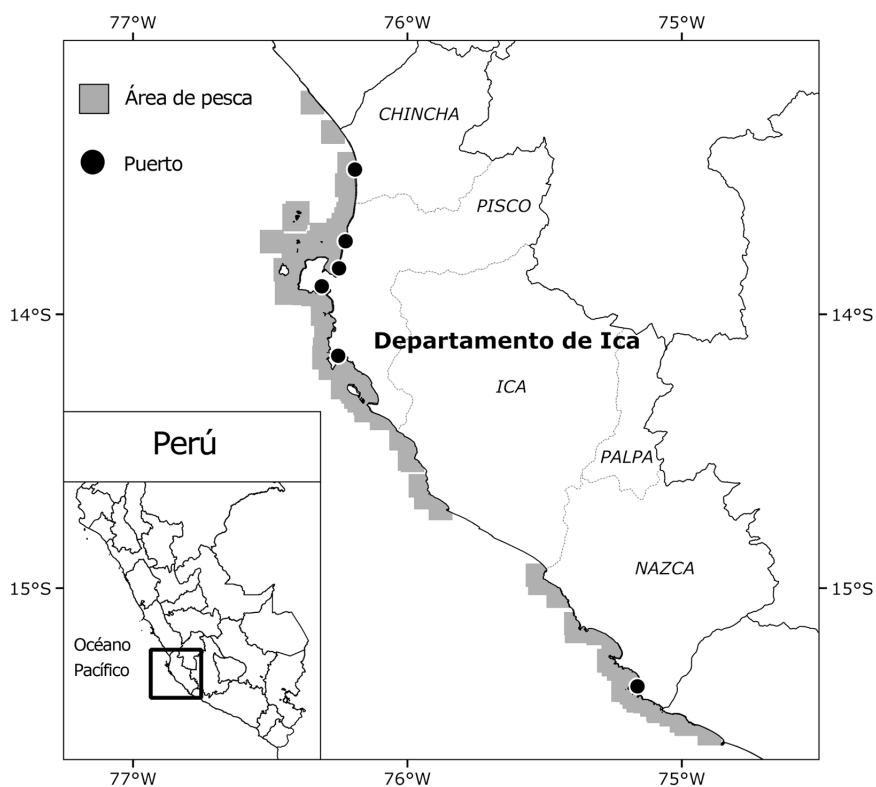 77°W
76°W
75°W
Área de pesca
Puerto
CHINCHA
PISCO
14°S
14°S
Departamento de Ica
ICA
PALPA
NAZCA
15°S
15°S
Perú
Océano
Pacífico
77°W
76°W
75°W